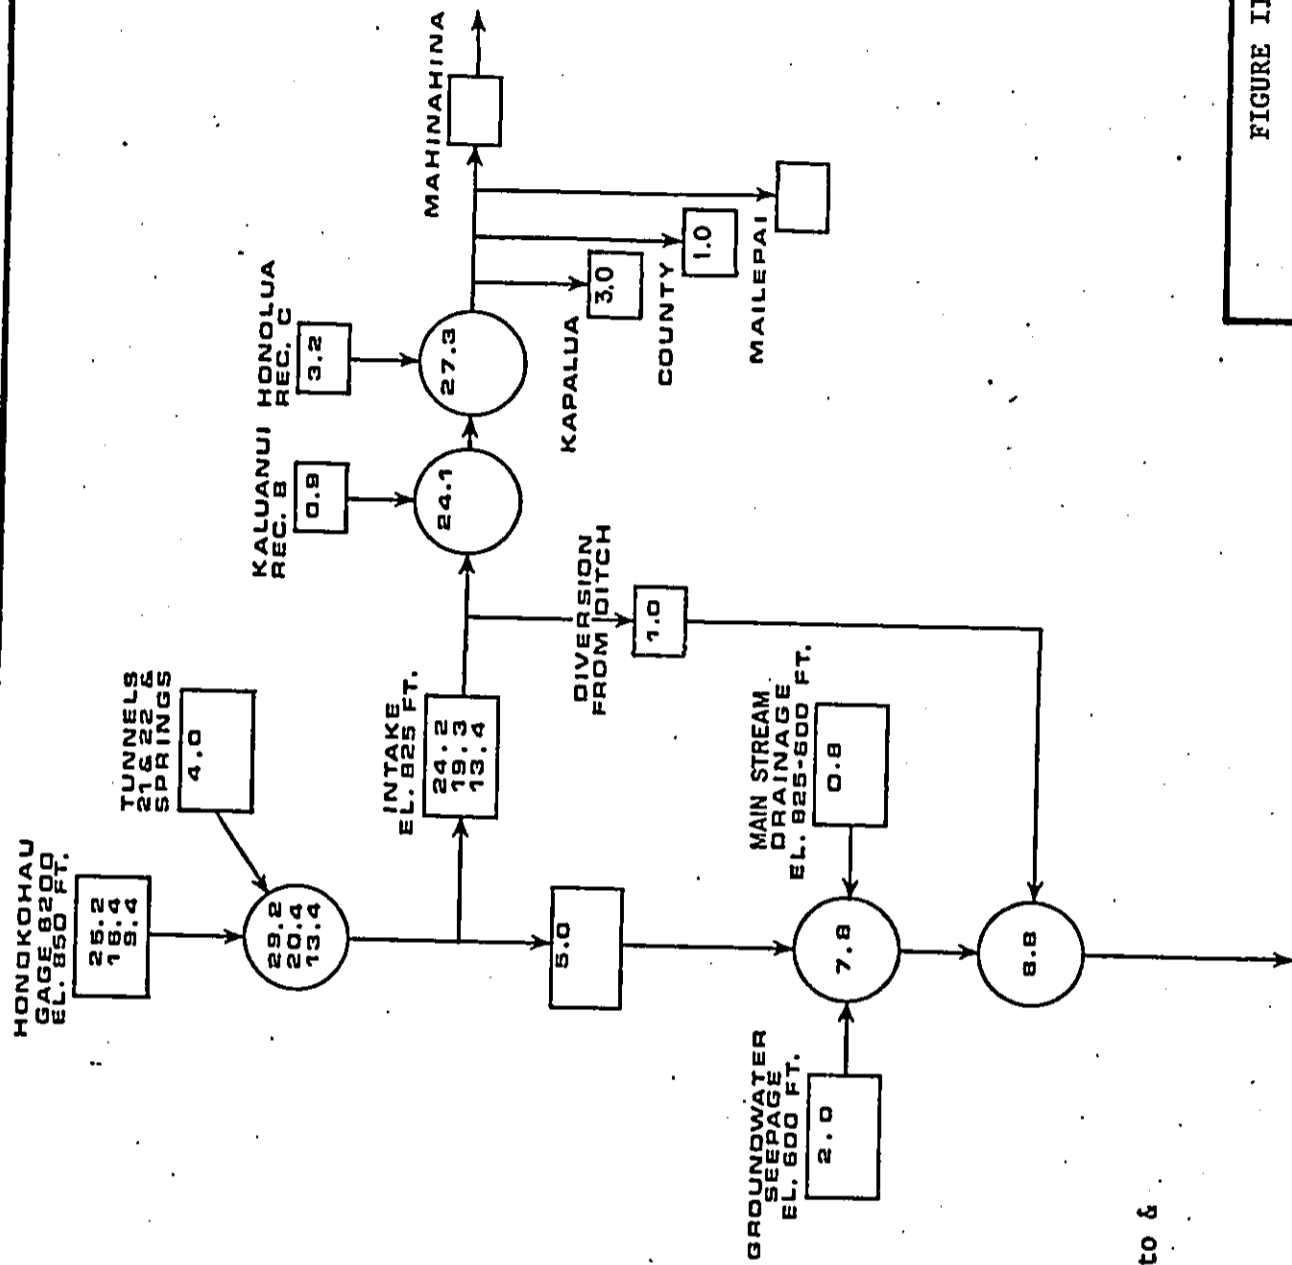 HONOKOHAU
GAGE 6200
EL. 850 FT.
25.2
16.4
9.4
TUNNELS
21 & 22 &
SPRINGS
4.0
29.2
20.4
13.4
INTAKE
EL. 825 FT.
24.2
19.3
13.4
5.0
DIVERSION
FROM DITCH
1.0
KALUANUI
REC. B
0.9
24.1
HONOLUA
REC. C
3.2
27.3
MAHINAHINA
KAPALUA
3.0
COUNTY
1.0
MAILEPAI
MAIN STREAM
DRAINAGE
EL. 825-600 FT.
0.8
GROUNDWATER
SEEPAGE
EL. 600 FT.
2.0
7.8
8.8
to &
FIGURE II